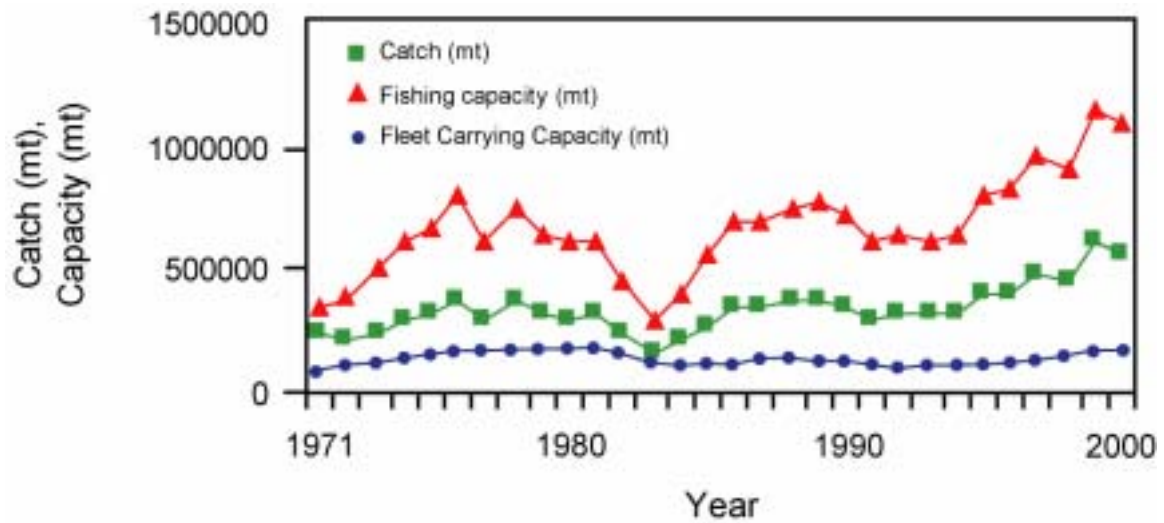 1500000
Catch (mt)
Fishing capacity (mt)
Fleet Carrying Capacity (mt)
1000000
500000
0
Catch (mt),
Capacity (mt)
1971
1980
1990
2000
Year